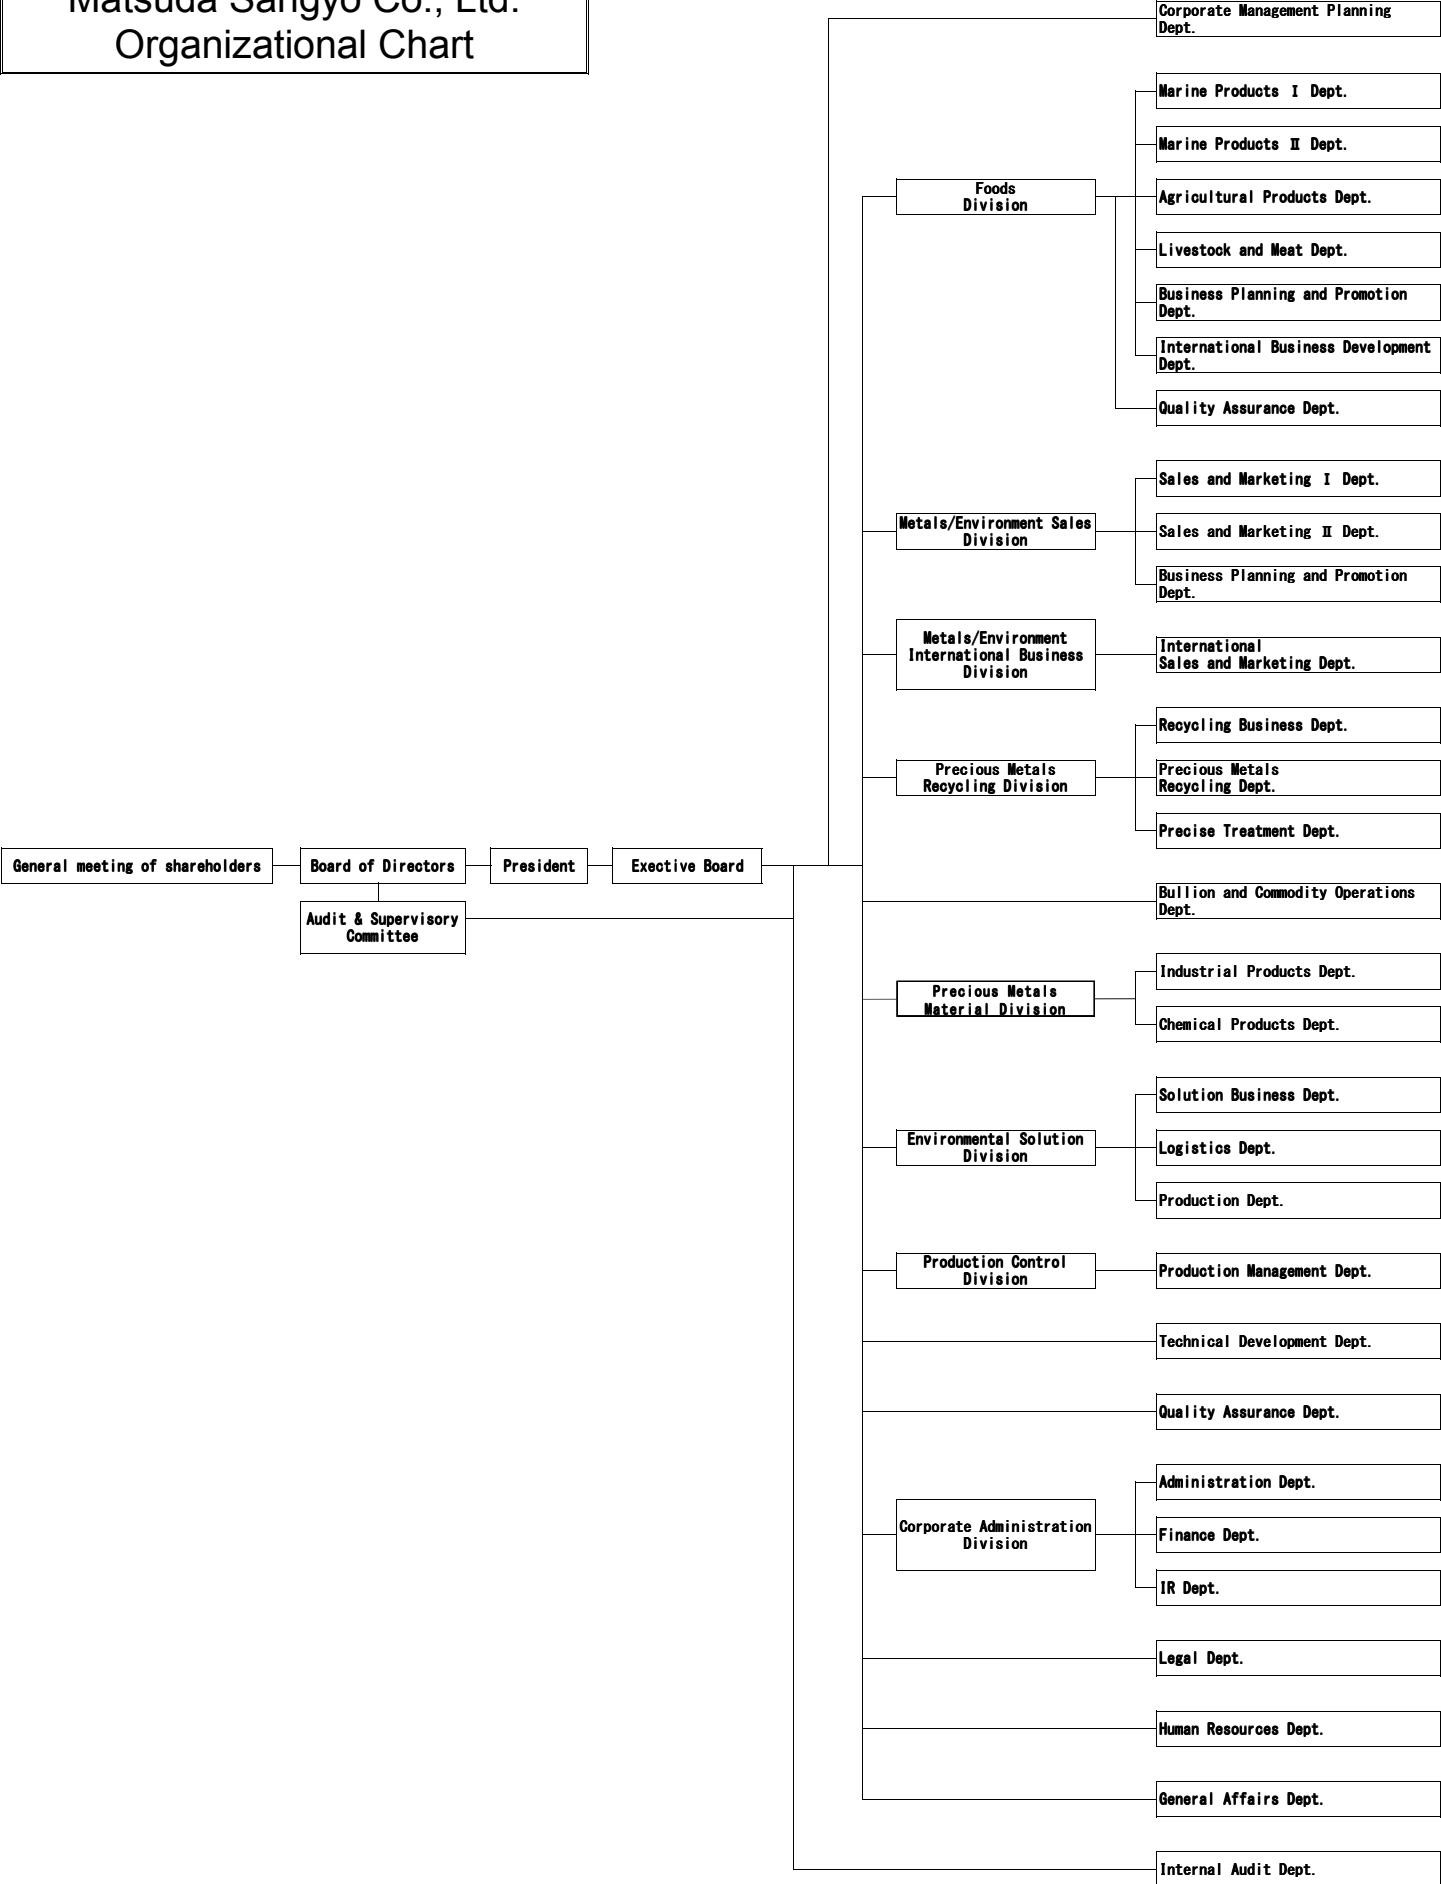 Matsuda Sangyo Co., Ltd.
Organizational Chart
Corporate Management Planning
Dept.
Marine Products Ⅰ Dept.
Marine Products Ⅱ Dept.
Foods
Division
Agricultural Products Dept.
Livestock and Meat Dept.
Business Planning and Promotion
Dept.
International Business Development
Dept.
Quality Assurance Dept.
Sales and Marketing Ⅰ Dept.
Metals/Environment Sales
Division
Sales and Marketing Ⅱ Dept.
Business Planning and Promotion
Dept.
Metals/Environment
International Business
Division
International
Sales and Marketing Dept.
Recycling Business Dept.
Precious Metals
Recycling Division
Precious Metals
Recycling Dept.
Precise Treatment Dept.
General meeting of shareholders
Board of Directors
President
Exective Board
Audit & Supervisory
Committee
Bullion and Commodity Operations
Dept.
Industrial Products Dept.
Precious Metals
Material Division
Chemical Products Dept.
Solution Business Dept.
Environmental Solution
Division
Logistics Dept.
Production Dept.
Production Control
Division
Production Management Dept.
Technical Development Dept.
Quality Assurance Dept.
Administration Dept.
Corporate Administration
Division
Finance Dept.
IR Dept.
Legal Dept.
Human Resources Dept.
General Affairs Dept.
Internal Audit Dept.